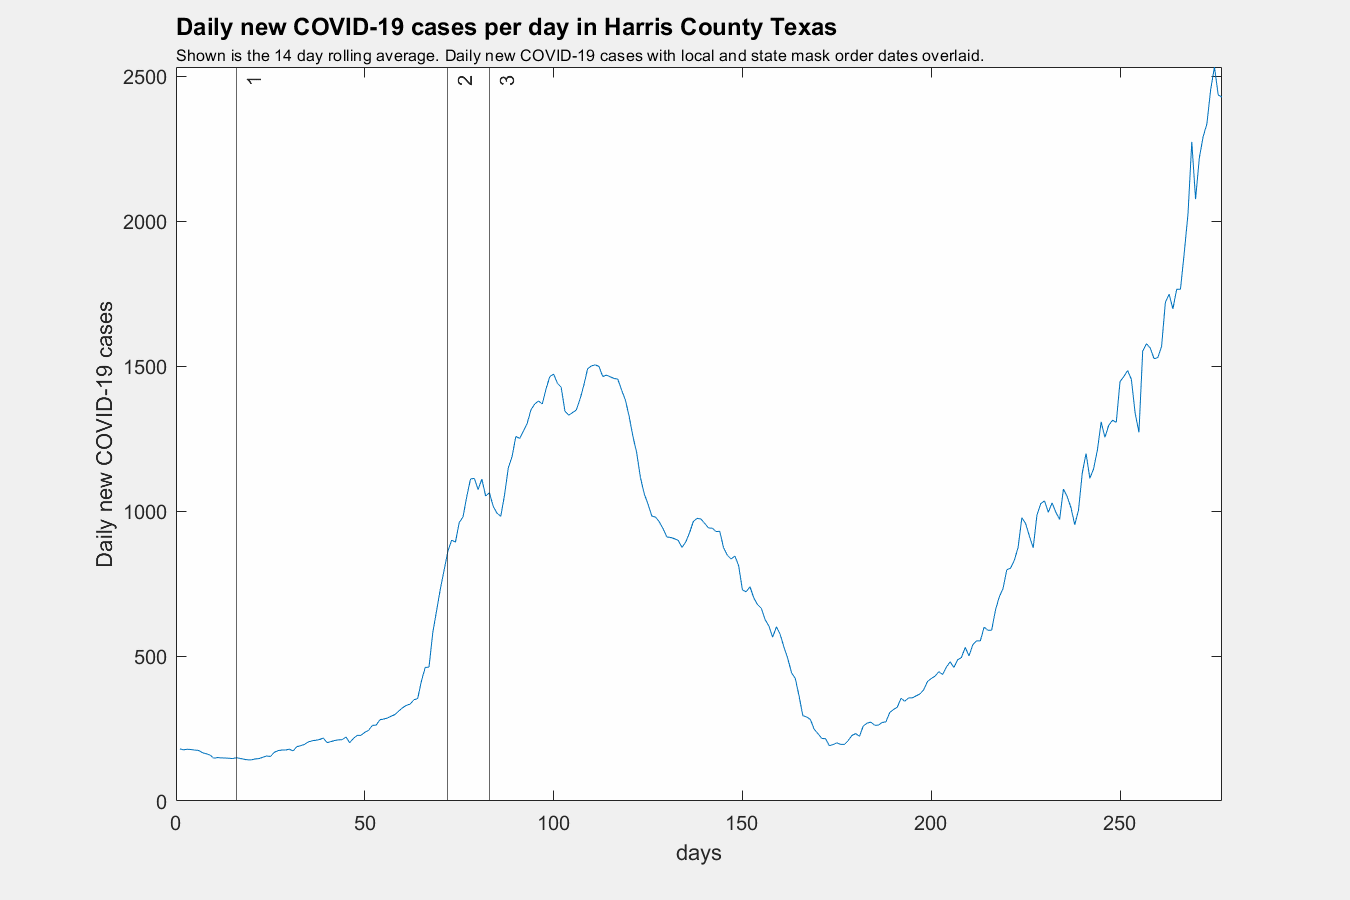 Daily new COVID-19 cases per day in Harris County Texas
Shown is the 14 day rolling average. Daily new COVID-19 cases with local and state mask order dates overlaid.
1
2
3
2500
2000
1500
1000
500
0
Daily new COVID-19 cases
0 50 100 150 200 250
days